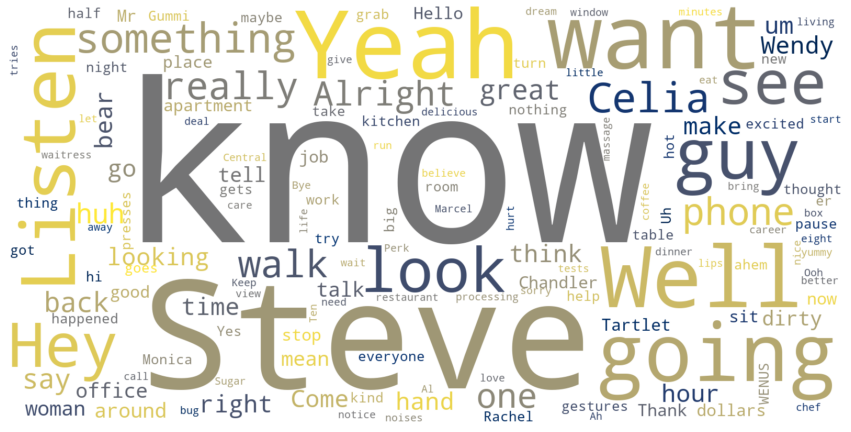 half
Mr
Gummi
maybe
grab
Hello
dream
window
minutes
living
something
Yeah
want
um
Wendy
tries
Listen
night
place
give
turn
little
new
bear
really
Alright
great
Celia
see
apartment
take
nothing
eat
deal
kitchen
delicious
make
excited
start
let
know
guy
waitress
Central
run
massage
hot
go
job
tell
Bye
believe
room
bring
thought
thing
huh
presses
gets
care
life
work
big
Marcel
hurt
coffee
Uh
phone
career
er
box
pause
got
away
try
Perk
table
nice
eight
looking
walk
look
think
Well
dinner
yummy
hi
goes
wait
tests
lips
ahem
Ooh
better
back
good
time
Keep
view
talk
Chandler
sorry
help
now
happened
Steve
Ten
need
restaurant
processing
going
Yes
stop
Tartlet
sit
dirty
Hey
Monica
mean
everyone
say
call
Sugar
love
one
hour
WENUS
office
Come
kind
Al
hand
woman
around
bug
right
notice
noises
Rachel
gestures
Ah
Thank
dollars
chef